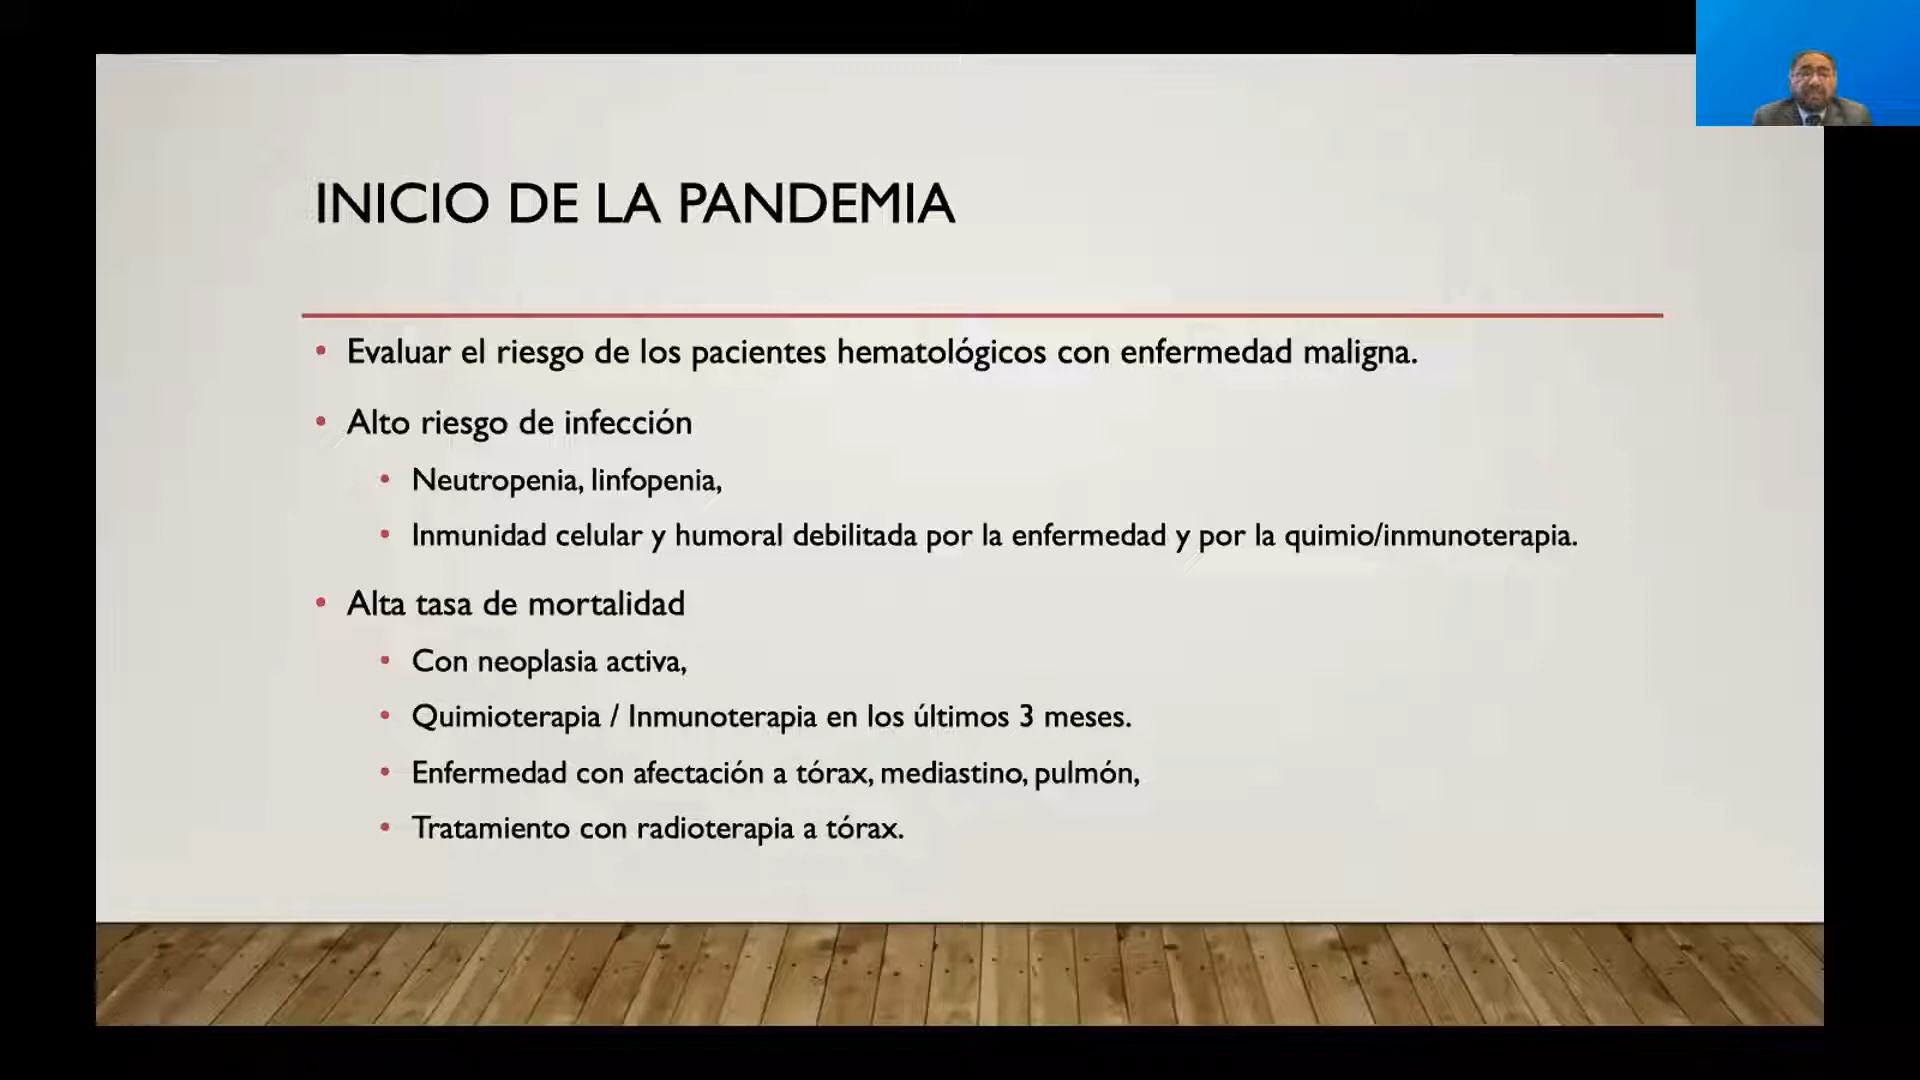 INICIO DE LA PANDEMIA
• Evaluar el riesgo de los pacientes hematológicos con enfermedad maligna.
• Alto riesgo de infección
• Neutropenia, linfopenia,
• Inmunidad celular y humoral debilitada por la enfermedad y por la quimio/inmunoterapia.
• Alta tasa de mortalidad
• Con neoplasia activa,
• Quimioterapia / Inmunoterapia en los últimos 3 meses.
• Enfermedad con afectación a tórax, mediastino, pulmón,
• Tratamiento con radioterapia a tórax.